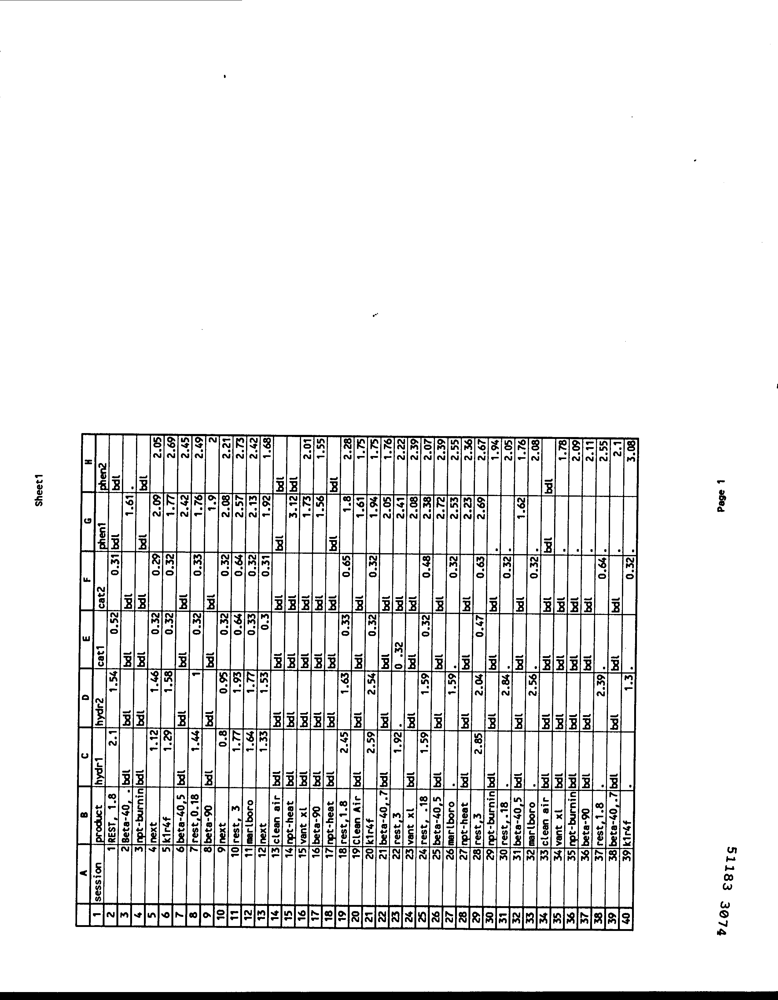 Sheet1
A B C D E F G H
1 session product hydr1 hydr2 cat1 cat2 phen1 phen2
2 1 REST, 1.8 2.1 1.54 0.52 0.31 bdl bdl
3 2 Beta-40, . bdl bdl bdl bdl 1.61 .
4 3 npt-burnin bdl bdl bdl bdl bdl bdl
5 4 next 1.12 1.46 0.32 0.29 2.09 2.05
6 5 k1r4f 1.29 1.58 0.32 0.32 1.77 2.69
7 6 beta-40,5 bdl bdl bdl bdl 2.42 2.45
8 7 rest,0.18 1.44 1 0.32 0.33 1.76 2.49
9 8 beta-90 bdl bdl bdl bdl 1.9 2
10 9 next 0.8 0.95 0.32 0.32 2.08 2.21
11 10 rest, 3 1.77 1.93 0.64 0.64 2.57 2.73
12 11 marlboro 1.64 1.77 0.33 0.32 2.13 2.42
13 12 next 1.33 1.53 0.3 0.31 1.92 1.68
14 13 clean air bdl bdl bdl bdl bdl bdl
15 14 npt-heat bdl bdl bdl bdl 3.12 bdl
16 15 vant xl bdl bdl bdl bdl 1.73 2.01
17 16 beta-90 bdl bdl bdl bdl 1.56 1.55
18 17 npt-heat bdl bdl bdl bdl bdl bdl
19 18 rest,1.8 2.45 1.63 0.33 0.65 1.8 2.28
20 19 Clean Air bdl bdl bdl bdl 1.61 1.75
21 20 k1r4f 2.59 2.54 0.32 0.32 1.94 1.75
22 21 beta-40,.7 bdl bdl bdl bdl 2.05 1.76
23 22 rest,3 1.92 . 0 .32 bdl 2.41 2.22
24 23 vant xl bdl bdl bdl bdl 2.08 2.39
25 24 rest, .18 1.59 1.59 0.32 0.48 2.38 2.07
26 25 beta-40,5 bdl bdl bdl bdl 2.72 2.39
27 26 marlboro . 1.59 . 0.32 2.53 2.55
28 27 npt-heat bdl bdl bdl bdl 2.23 2.36
29 28 rest,3 2.85 2.04 0.47 0.63 2.69 2.67
30 29 npt-burnin bdl bdl bdl bdl . 1.94
31 30 rest,.18 . 2.84 . 0.32 . 2.05
32 31 beta-40,5 bdl bdl bdl bdl 1.62 1.76
33 32 marlboro . 2.56 . 0.32 . 2.08
34 33 clean air bdl bdl bdl bdl bdl bdl
35 34 vant xl bdl bdl bdl bdl . 1.78
36 35 npt-burnin bdl bdl bdl bdl . 2.09
37 36 beta-90 bdl bdl bdl bdl . 2.11
38 37 rest,1.8 . 2.39 . 0.64 . 2.55
39 38 beta-40,.7 bdl bdl bdl bdl . 2.1
40 39 k1r4f . 1.3 . 0.32 . 3.08
Page 1
51183 3074